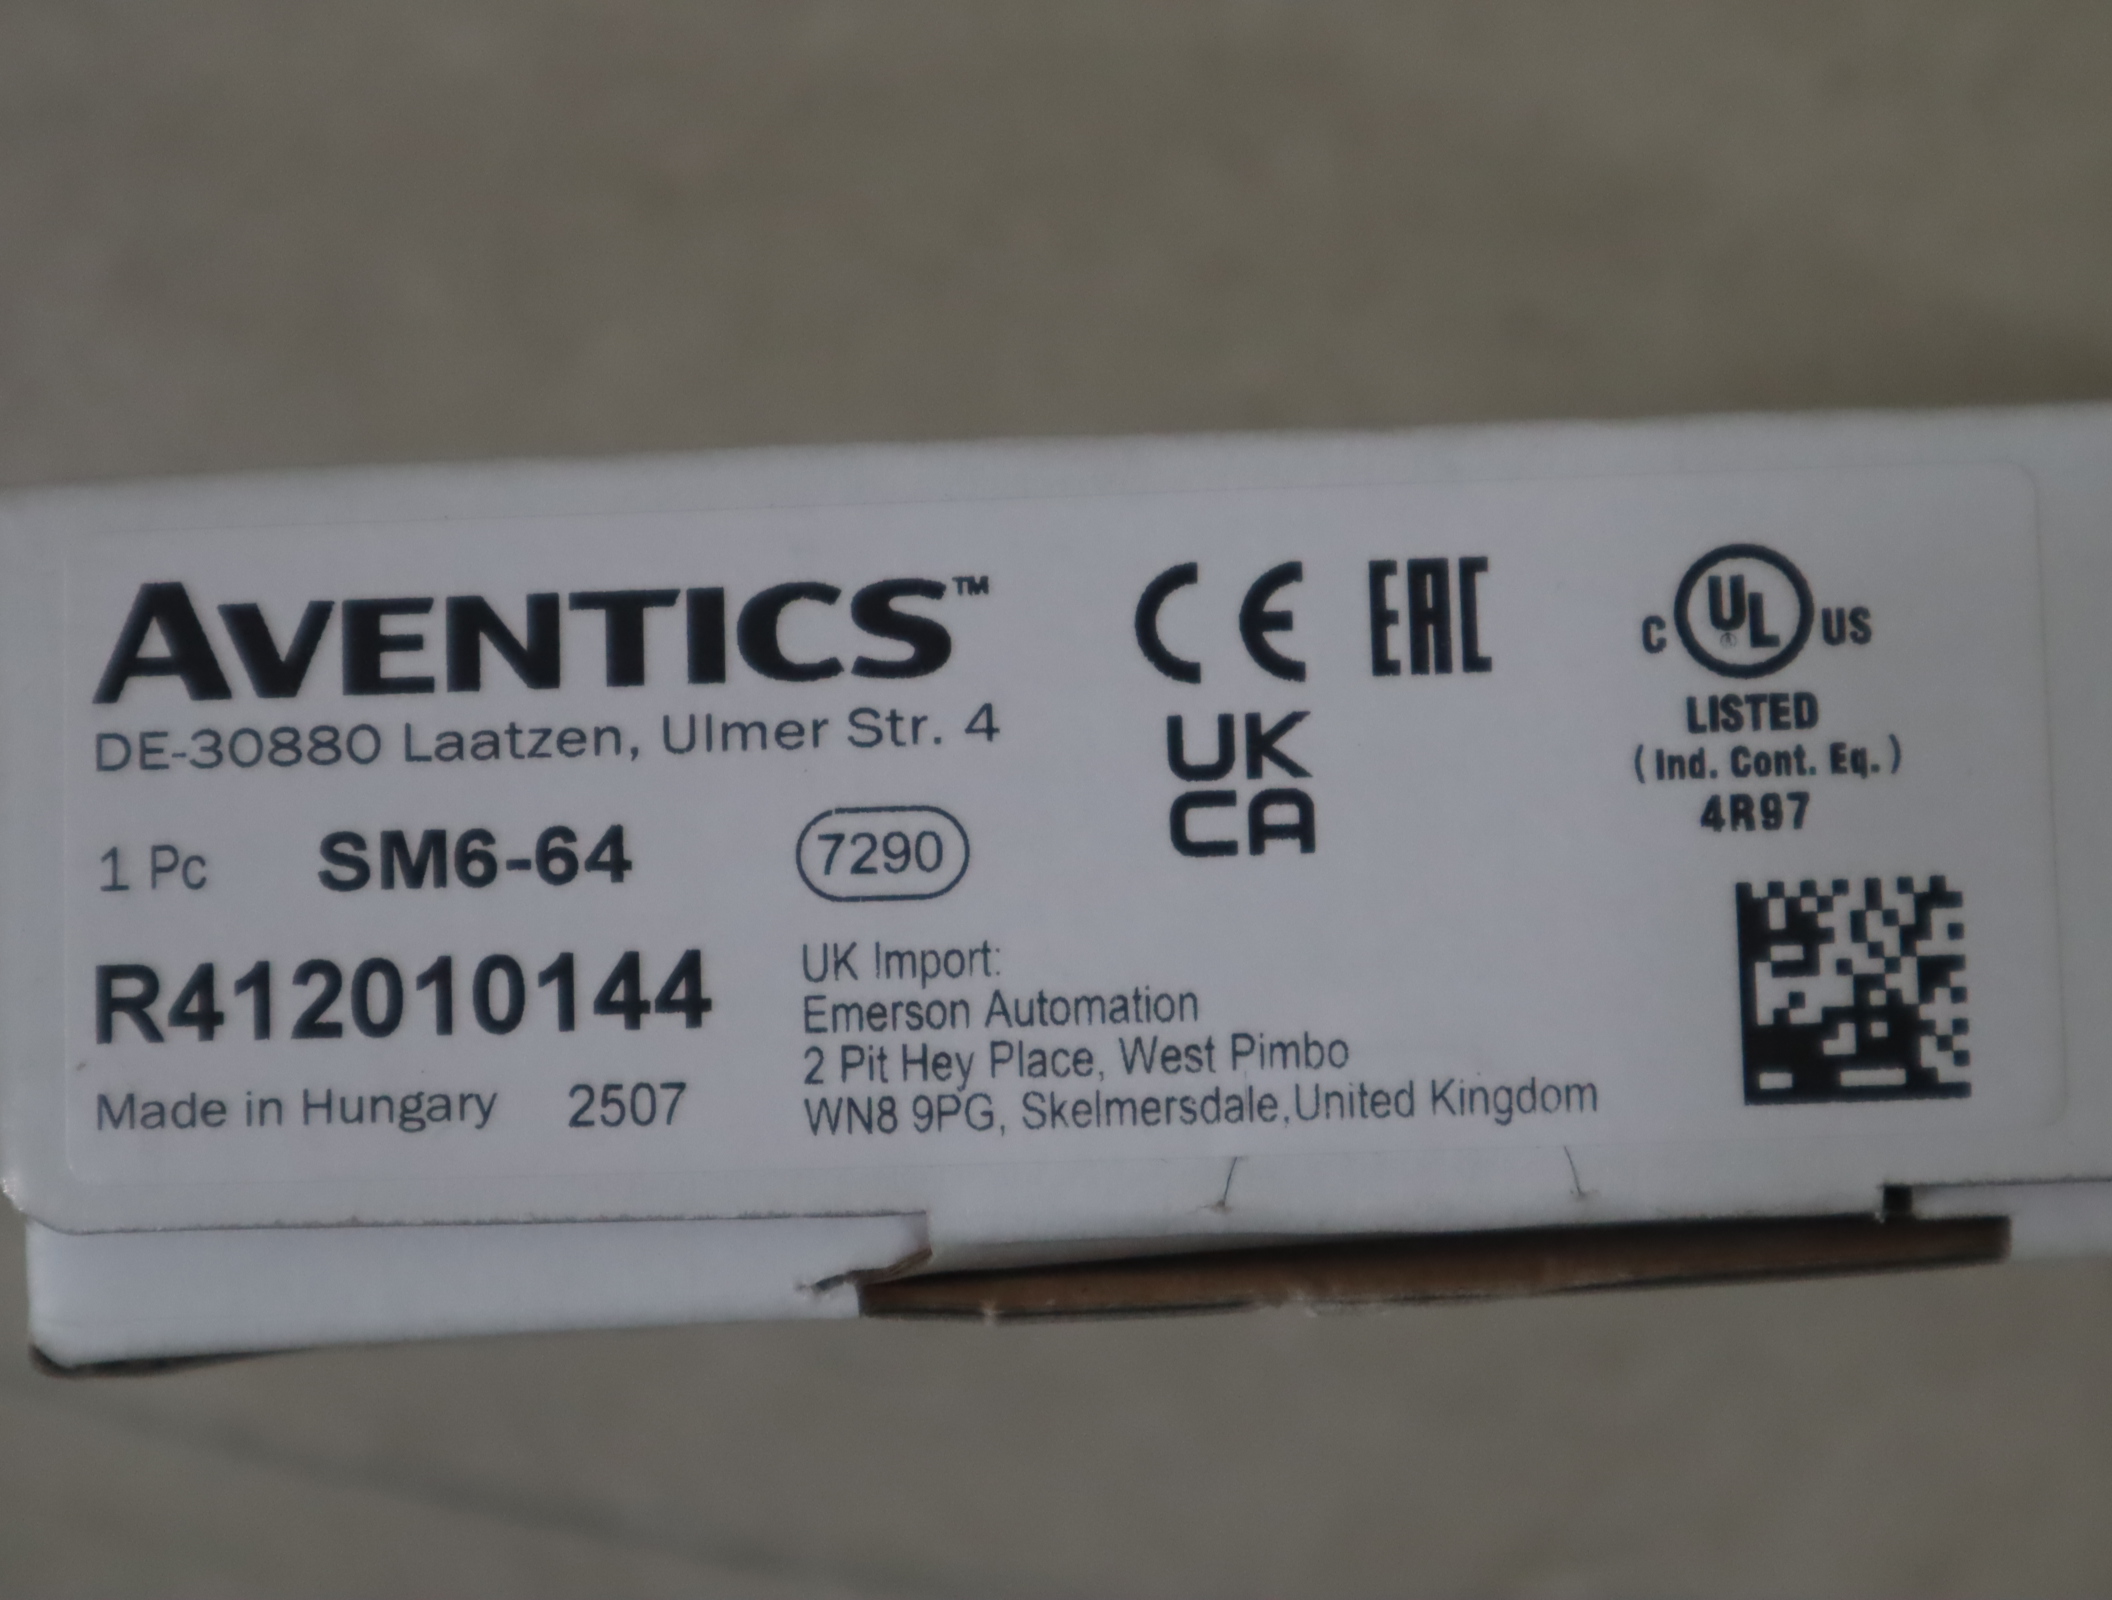 AVENTICS™
DE-30880 Laatzen, Ulmer Str. 4
1 Pc SM6-64 7290
R412010144
Made in Hungary 2507
CE EAC
UK
CA
UK Import:
Emerson Automation
2 Pit Hey Place, West Pimbo
WN8 9PG, Skelmersdale,United Kingdom
C UL® US
LISTED
(Ind. Cont. Eq.)
4R97